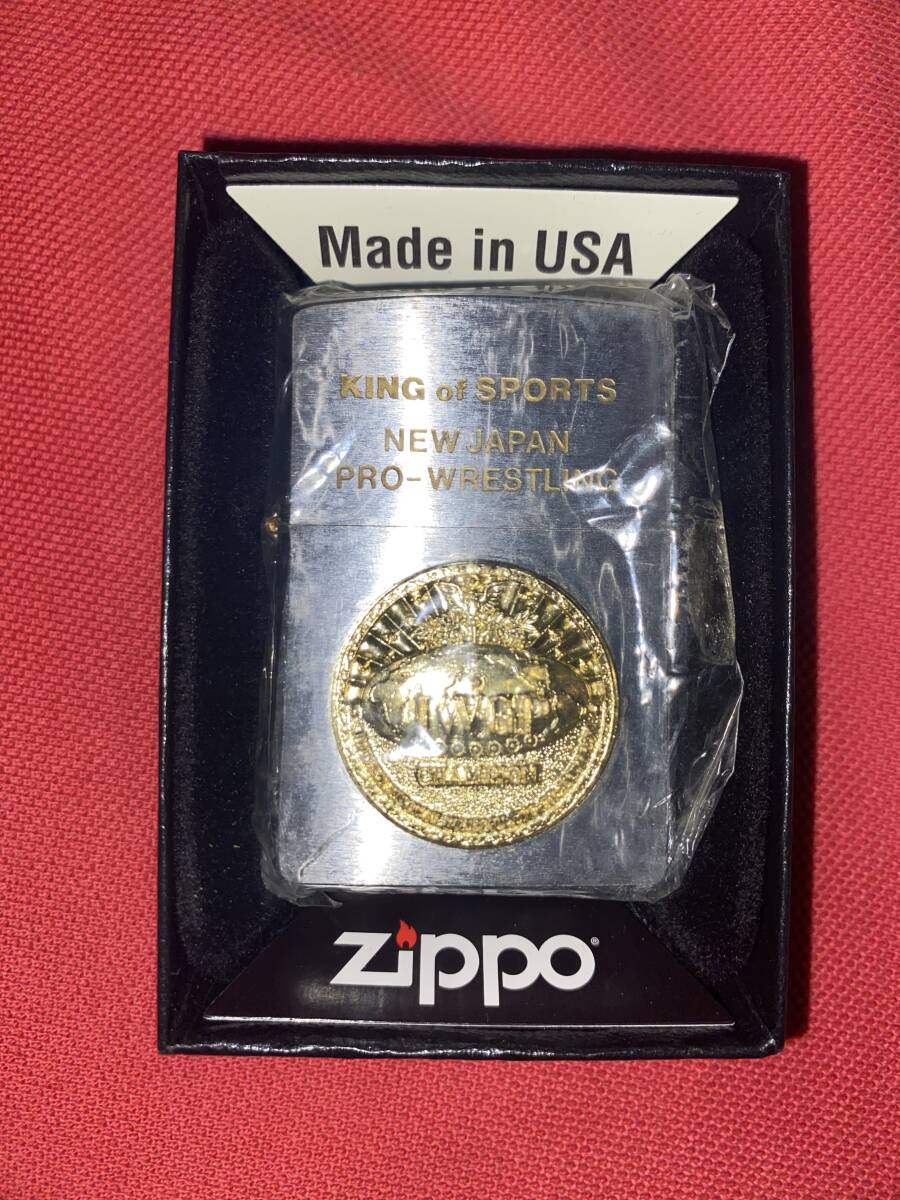 Made in USA
KING of SPORTS
NEW JAPAN
PRO-WRESTLING
IWGP
CHAMPION
zippo®